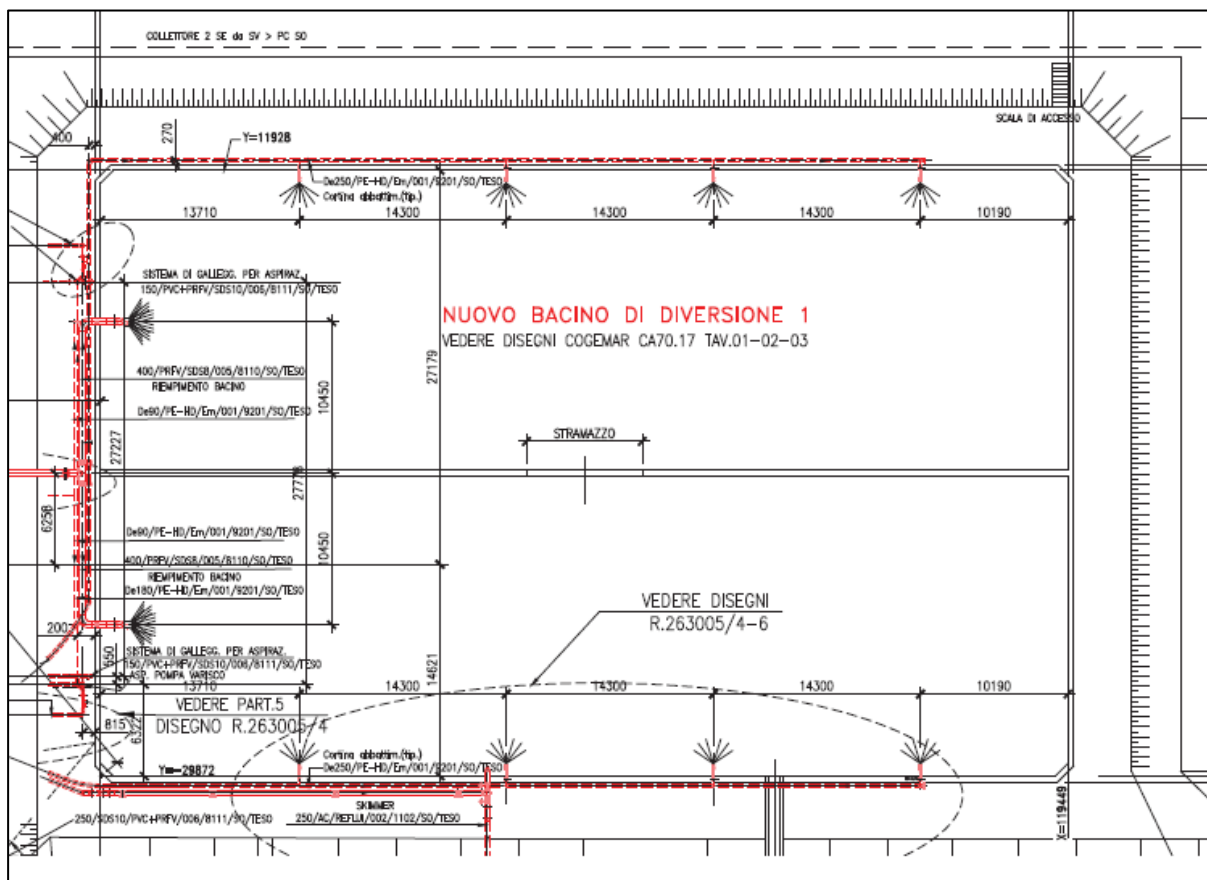 COLLETTORE 2 SE da SV > PC SO
SCALA DI ACCESSO
400
270
Y=11928
De250/PE-HD/Em/001/9201/SO/TESO
Cortina abbattim.(tip.)
13710
14300
14300
14300
10190
SISTEMA DI GALLEGG. PER ASPIRAZ.
150/PVC+PRFV/SDS10/006/8111/SO/TESO
NUOVO BACINO DI DIVERSIONE 1
VEDERE DISEGNI COGEMAR CA70.17 TAV.01-02-03
400/PRFV/SDS8/005/8110/SO/TESO
RIEMPIMENTO BACINO
De90/PE-HD/Em/001/9201/SO/TESO
10450
27179
27227
STRAMAZZO
6258
De90/PE-HD/Em/001/9201/SO/TESO
400/PRFV/SDS8/005/8110/SO/TESO
RIEMPIMENTO BACINO
De180/PE-HD/Em/001/9201/SO/TESO
10450
VEDERE DISEGNI
R.263005/4-6
200
550
SISTEMA DI GALLEGG. PER ASPIRAZ.
150/PVC+PRFV/SDS10/006/8111/SO/TESO
ASP. POMPA VARISCO
13710
14300
14300
14300
10190
14621
VEDERE PART.5
DISEGNO R.263005/4
815
6322
Y=-29872
Cortina abbattim.(tip.)
De250/PE-HD/Em/001/9201/SO/TESO
SKIMMER
250/SDS10/PVC+PRFV/006/8111/SO/TESO
250/AC/REFLUI/002/1102/SO/TESO
X=119449